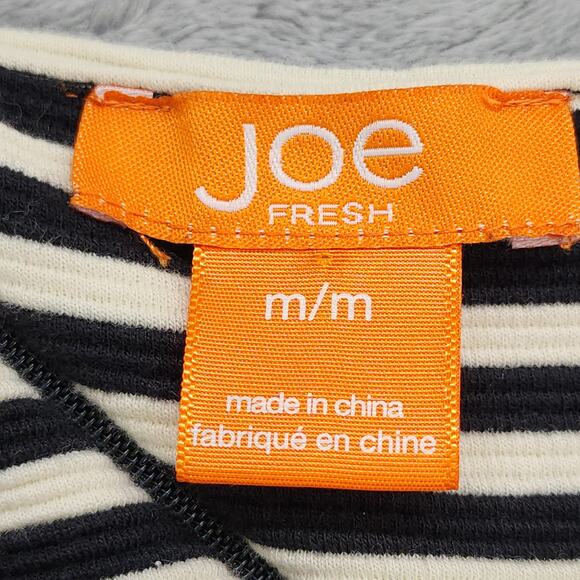 Joe
FRESH
m/m
made in china
fabriqué en chine